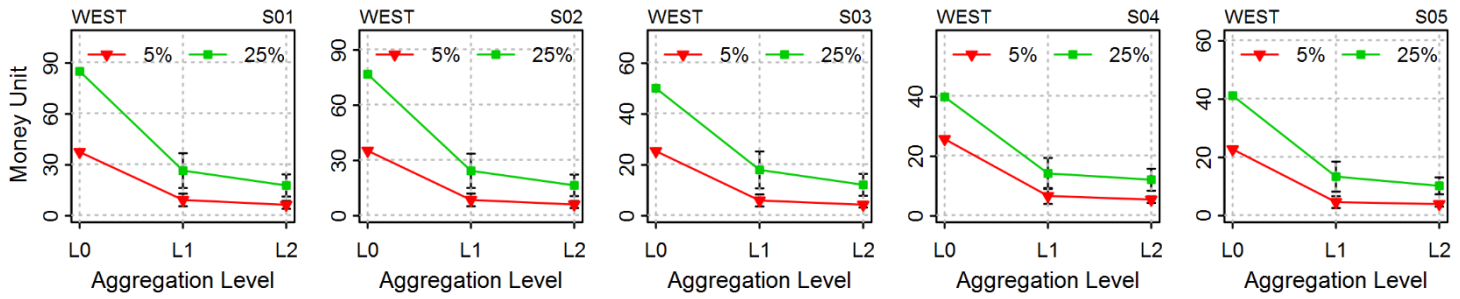 WEST S01 WEST S02 WEST S03 WEST S04 WEST S05
5% 25% 5% 25% 5% 25% 5% 25% 5% 25%
Money Unit
0 30 60 90
0 30 60 90
0 20 40 60
0 20 40
0 20 40 60
L0 L1 L2 L0 L1 L2 L0 L1 L2 L0 L1 L2 L0 L1 L2
Aggregation Level Aggregation Level Aggregation Level Aggregation Level Aggregation Level